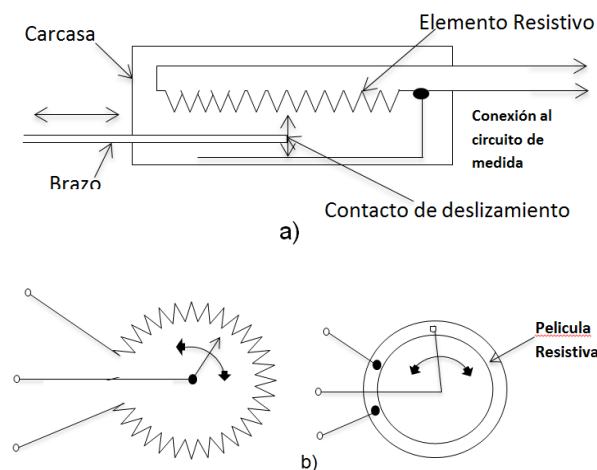 Carcasa
Elemento Resistivo
Conexión al
circuito de
medida
Brazo
Contacto de deslizamiento
a)
Pelicula
Resistiva
b)